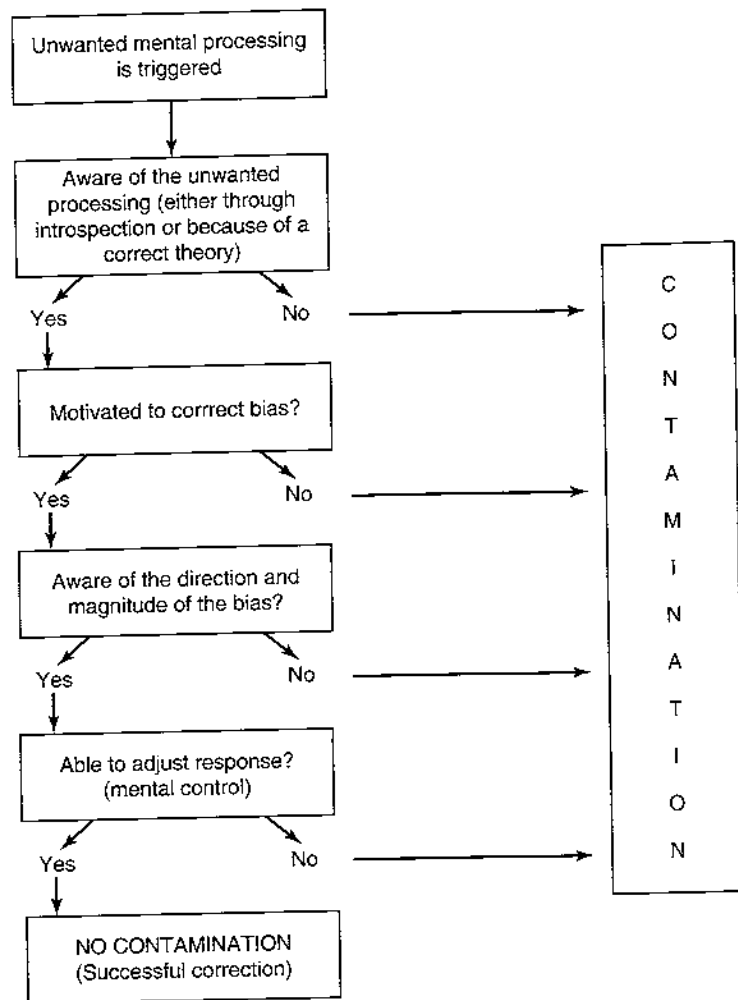 Unwanted mental processing
is triggered
Aware of the unwanted
processing (either through
introspection or because of a
correct theory)
Yes
No
Motivated to corrrect bias?
Yes
No
Aware of the direction and
magnitude of the bias?
Yes
No
Able to adjust response?
(mental control)
Yes
No
NO CONTAMINATION
(Successful correction)
C
O
N
T
A
M
I
N
A
T
I
O
N